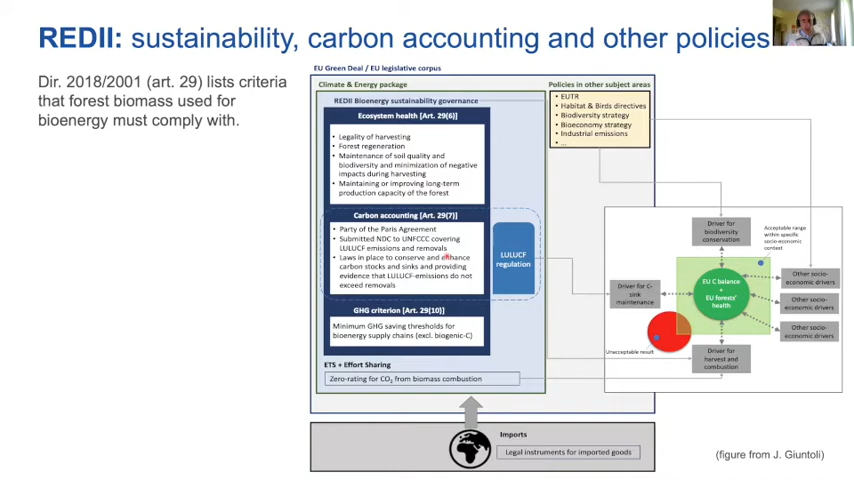 REDII: sustainability, carbon accounting and other policies
Dir. 2018/2001 (art. 29) lists criteria
that forest biomass used for
bioenergy must comply with.
EU Green Deal / EU legislative corpus
Climate & Energy package
REDII Bioenergy sustainability governance
Ecosystem health [Art. 29(6)]
• Legality of harvesting
• Forest regeneration
• Maintenance of soil quality and
biodiversity and minimization of negative
impacts during harvesting
• Maintaining or improving long-term
production capacity of the forest
Carbon accounting [Art. 29(7)]
• Party of the Paris Agreement
• Submitted NDC to UNFCCC covering
LULUCF emissions and removals
• Laws in place to conserve and enhance
carbon stocks and sinks and providing
evidence that LULUCF-emissions do not
exceed removals
LULUCF
regulation
GHG criterion [Art. 29(10)]
Minimum GHG saving thresholds for
bioenergy supply chains (excl. biogenic-C)
ETS + Effort Sharing
Zero-rating for CO₂ from biomass combustion
Policies in other subject areas
• EUTR
• Habitat & Birds directives
• Biodiversity strategy
• Bioeconomy strategy
• Industrial emissions
• ...
Driver for
biodiversity
conservation
Acceptable range
within specific
socio-economic
context
Driver for C-
sink
maintenance
EU C balance
+
EU forests'
health
Other socio-
economic drivers
Other socio-
economic drivers
Other socio-
economic drivers
Unacceptable result
Driver for
harvest and
combustion
Imports
Legal instruments for imported goods
(figure from J. Giuntoli)